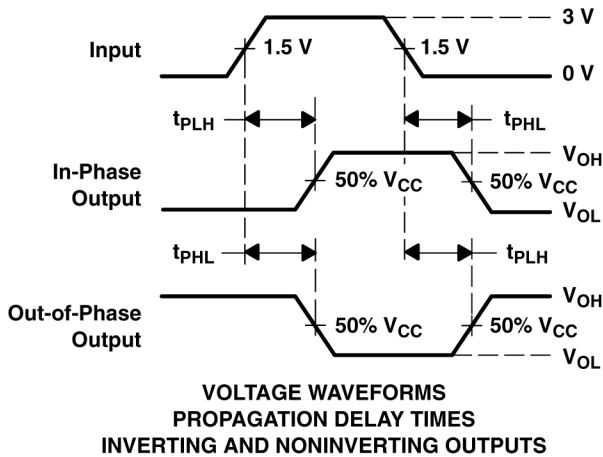 3 V
Input
1.5 V
1.5 V
0 V
tPLH
tPHL
VOH
In-Phase
Output
50% VCC
50% VCC
VOL
tPHL
tPLH
VOH
Out-of-Phase
Output
50% VCC
50% VCC
VOL
VOLTAGE WAVEFORMS
PROPAGATION DELAY TIMES
INVERTING AND NONINVERTING OUTPUTS